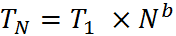 T_N = T_1 × N^b